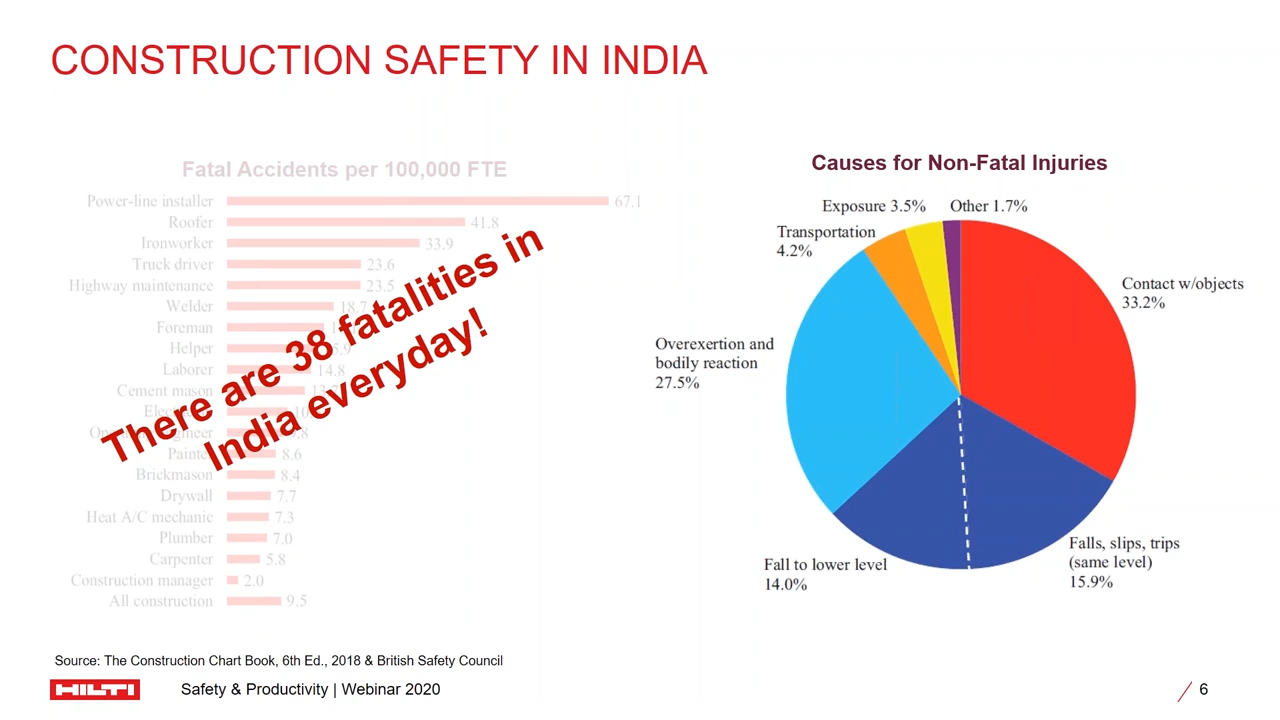 CONSTRUCTION SAFETY IN INDIA
Fatal Accidents per 100,000 FTE
Power-line installer 67.1
Roofer 41.8
Ironworker 33.9
Truck driver 23.6
Highway maintenance 23.5
Welder 18.7
Foreman
Helper
Laborer 14.8
Cement mason
Painter 8.6
Brickmason 8.4
Drywall 7.7
Heat A/C mechanic 7.3
Plumber 7.0
Carpenter 5.8
Construction manager 2.0
All construction 9.5
There are 38 fatalities in
India everyday!
Causes for Non-Fatal Injuries
Exposure 3.5%
Other 1.7%
Transportation
4.2%
Contact w/objects
33.2%
Overexertion and
bodily reaction
27.5%
Falls, slips, trips
(same level)
15.9%
Fall to lower level
14.0%
Source: The Construction Chart Book, 6th Ed., 2018 & British Safety Council
HILTI
Safety & Productivity | Webinar 2020
6